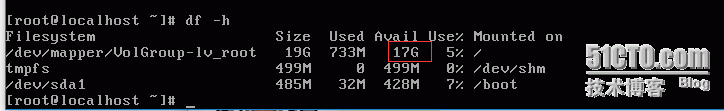 [root@localhost ~]# df -h
Filesystem Size Used Avail Use% Mounted on
/dev/mapper/VolGroup-lv_root 19G 733M 17G 5% /
tmpfs 499M 0 499M 0% /dev/shm
/dev/sda1 485M 32M 428M 7% /boot
[root@localhost ~]# _
51CTO.com
技术博客 Blog